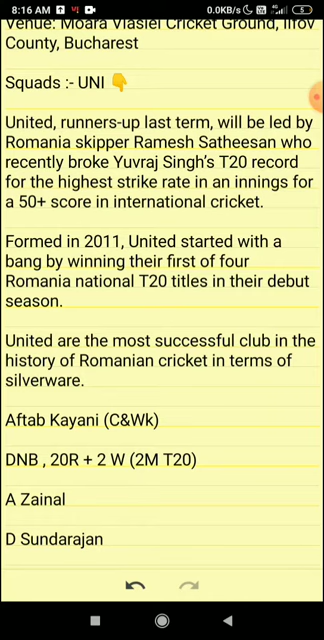 8:16 AM 0.0KB/s 5
Venue: Moara Vlasiei Cricket Ground, Ilfov
County, Bucharest
Squads :- UNI 👇
United, runners-up last term, will be led by
Romania skipper Ramesh Satheesan who
recently broke Yuvraj Singh's T20 record
for the highest strike rate in an innings for
a 50+ score in international cricket.
Formed in 2011, United started with a
bang by winning their first of four
Romania national T20 titles in their debut
season.
United are the most successful club in the
history of Romanian cricket in terms of
silverware.
Aftab Kayani (C&Wk)
DNB , 20R + 2 W (2M T20)
A Zainal
D Sundarajan